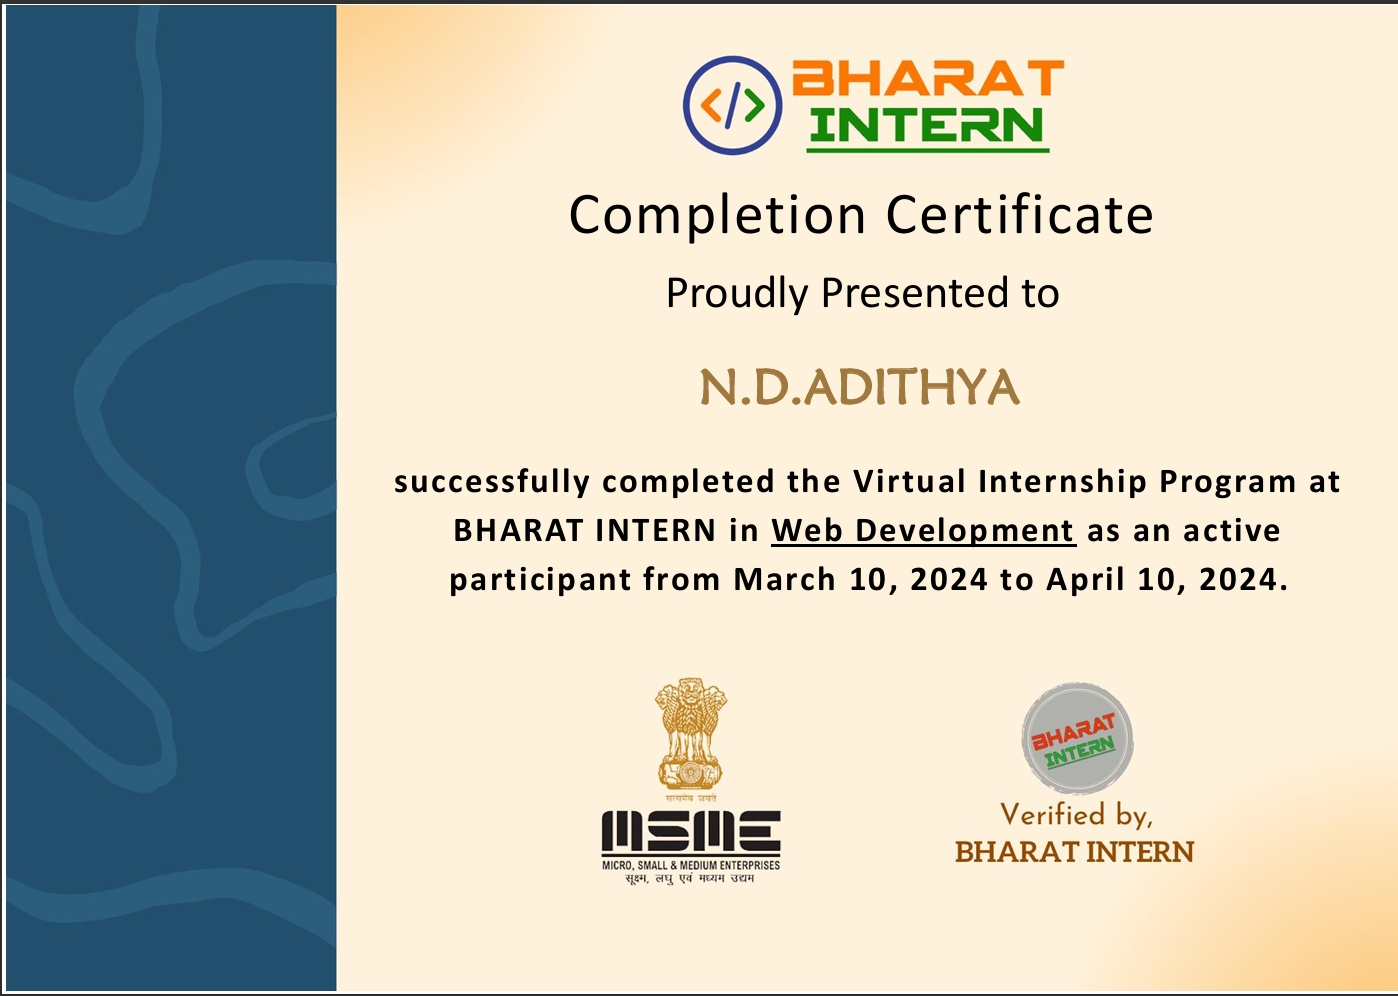 BHARAT
INTERN
Completion Certificate
Proudly Presented to
N.D.ADITHYA
successfully completed the Virtual Internship Program at
BHARAT INTERN in Web Development as an active
participant from March 10, 2024 to April 10, 2024.
सत्यमेव जयते
MSME
MICRO, SMALL & MEDIUM ENTERPRISES
सूक्ष्म, लघु एवं मध्यम उद्यम
BHARAT
INTERN
Verified by,
BHARAT INTERN